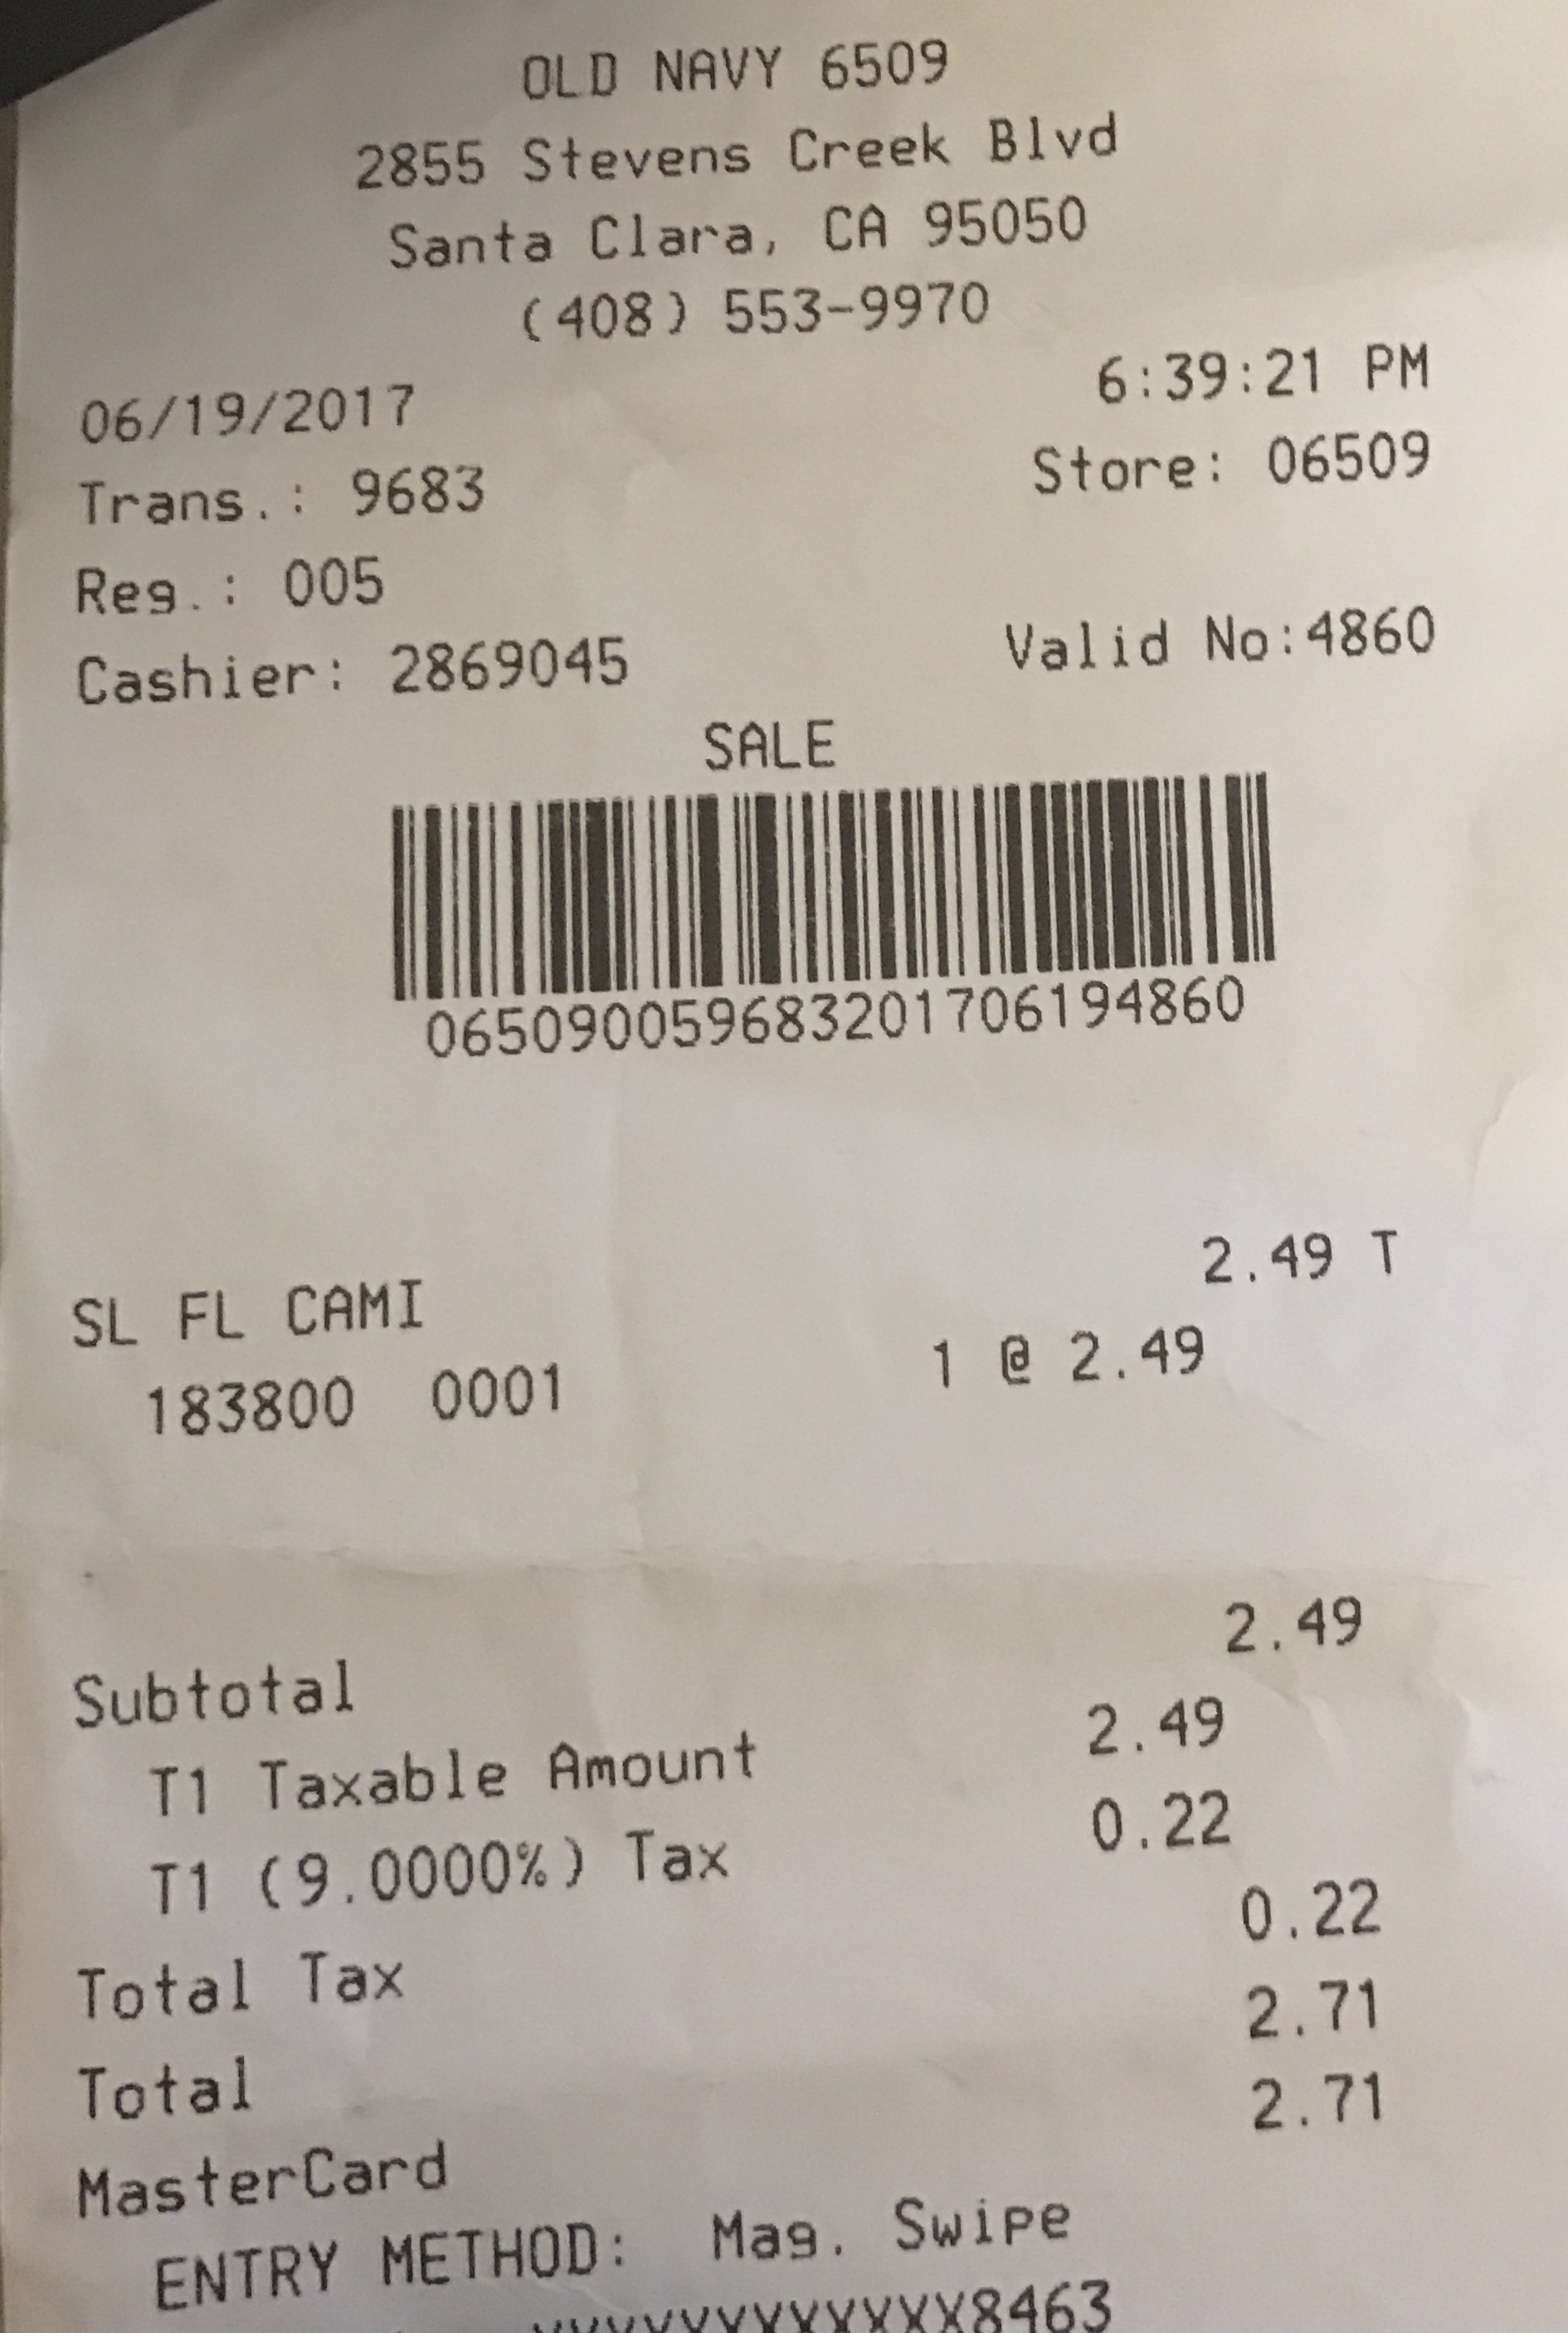 OLD NAVY 6509
2855 Stevens Creek Blvd
Santa Clara, CA 95050
(408) 553-9970
06/19/2017 6:39:21 PM
Trans.: 9683 Store: 06509
Reg.: 005
Cashier: 2869045 Valid No:4860
SALE
065090059683201706194860
SL FL CAMI 2.49 T
183800 0001 1 @ 2.49
Subtotal 2.49
T1 Taxable Amount 2.49
T1 (9.0000%) Tax 0.22
Total Tax 0.22
Total 2.71
MasterCard 2.71
ENTRY METHOD: Mag. Swipe
XXXXXXXXXXXX8463